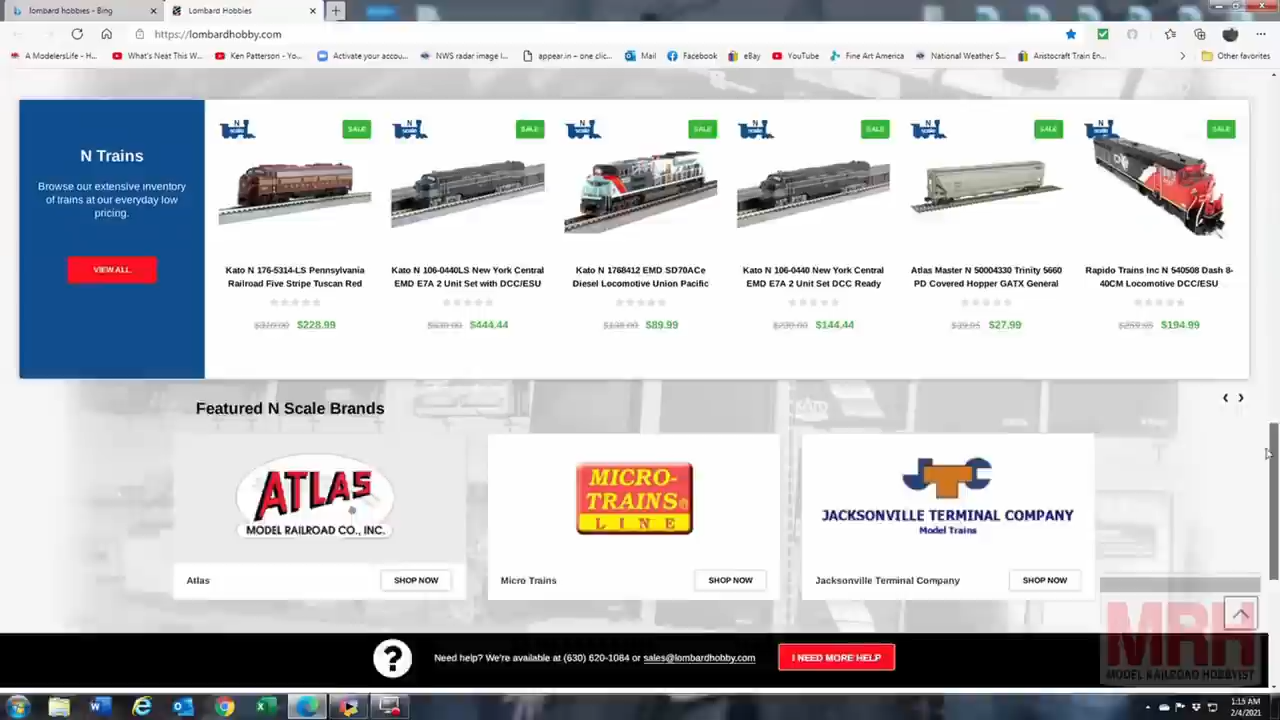 lombard hobbies - Bing
Lombard Hobbies
https://lombardhobby.com
A ModelersLife - H...
What's Neat This W...
Ken Patterson - Yo...
Activate your accou...
NWS radar image l...
appear.in – one clic...
Mail
Facebook
eBay
YouTube
Fine Art America
National Weather S...
Aristocraft Train En...
Other favorites
N Trains
Browse our extensive inventory
of trains at our everyday low
pricing.
VIEW ALL
N scale SALE
N scale SALE
N scale SALE
N scale SALE
N scale SALE
N scale SALE
Kato N 176-5314-LS Pennsylvania
Railroad Five Stripe Tuscan Red
$228.99
Kato N 106-0440LS New York Central
EMD E7A 2 Unit Set with DCC/ESU
$444.44
Kato N 1768412 EMD SD70ACe
Diesel Locomotive Union Pacific
$89.99
Kato N 106-0440 New York Central
EMD E7A 2 Unit Set DCC Ready
$144.44
Atlas Master N 50004330 Trinity 5660
PD Covered Hopper GATX General
$27.99
Rapido Trains Inc N 540508 Dash 8-
40CM Locomotive DCC/ESU
$194.99
Featured N Scale Brands
ATLAS
MODEL RAILROAD CO., INC.
Atlas
SHOP NOW
MICRO-
TRAINS®
LINE
Micro Trains
SHOP NOW
JTC
JACKSONVILLE TERMINAL COMPANY
Model Trains
Jacksonville Terminal Company
SHOP NOW
? Need help? We're available at (630) 620-1084 or sales@lombardhobby.com
I NEED MORE HELP
MRH
MODEL RAILROAD HOBBYIST
1:15 AM
2/4/2021